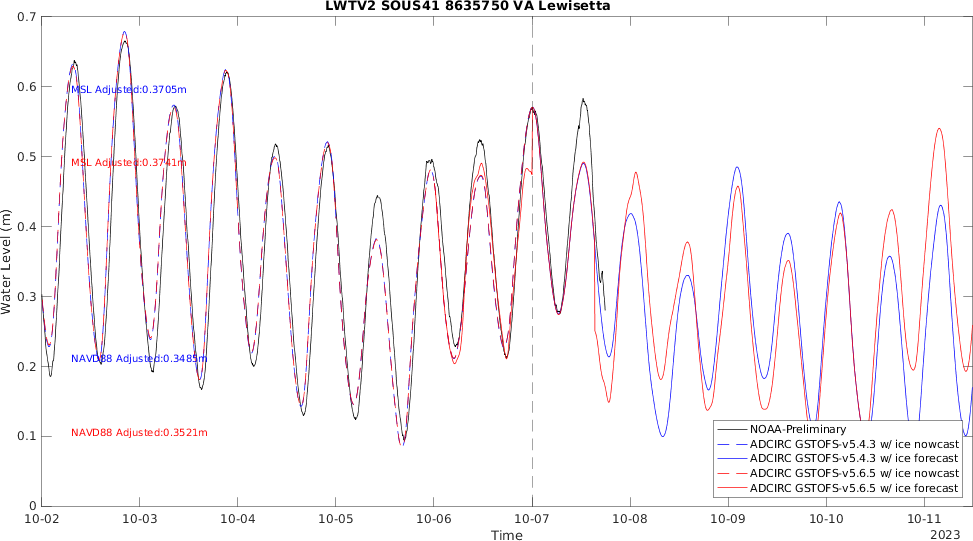 LWTV2 SOUS41 8635750 VA Lewisetta
0.7
0.6
0.5
0.4
0.3
0.2
0.1
0
Water Level (m)
MSL Adjusted:0.3705m
MSL Adjusted:0.3741m
NAVD88 Adjusted:0.3485m
NAVD88 Adjusted:0.3521m
NOAA-Preliminary
ADCIRC GSTOFS-v5.4.3 w/ ice nowcast
ADCIRC GSTOFS-v5.4.3 w/ ice forecast
ADCIRC GSTOFS-v5.6.5 w/ ice nowcast
ADCIRC GSTOFS-v5.6.5 w/ ice forecast
10-02 10-03 10-04 10-05 10-06 10-07 10-08 10-09 10-10 10-11
Time
2023